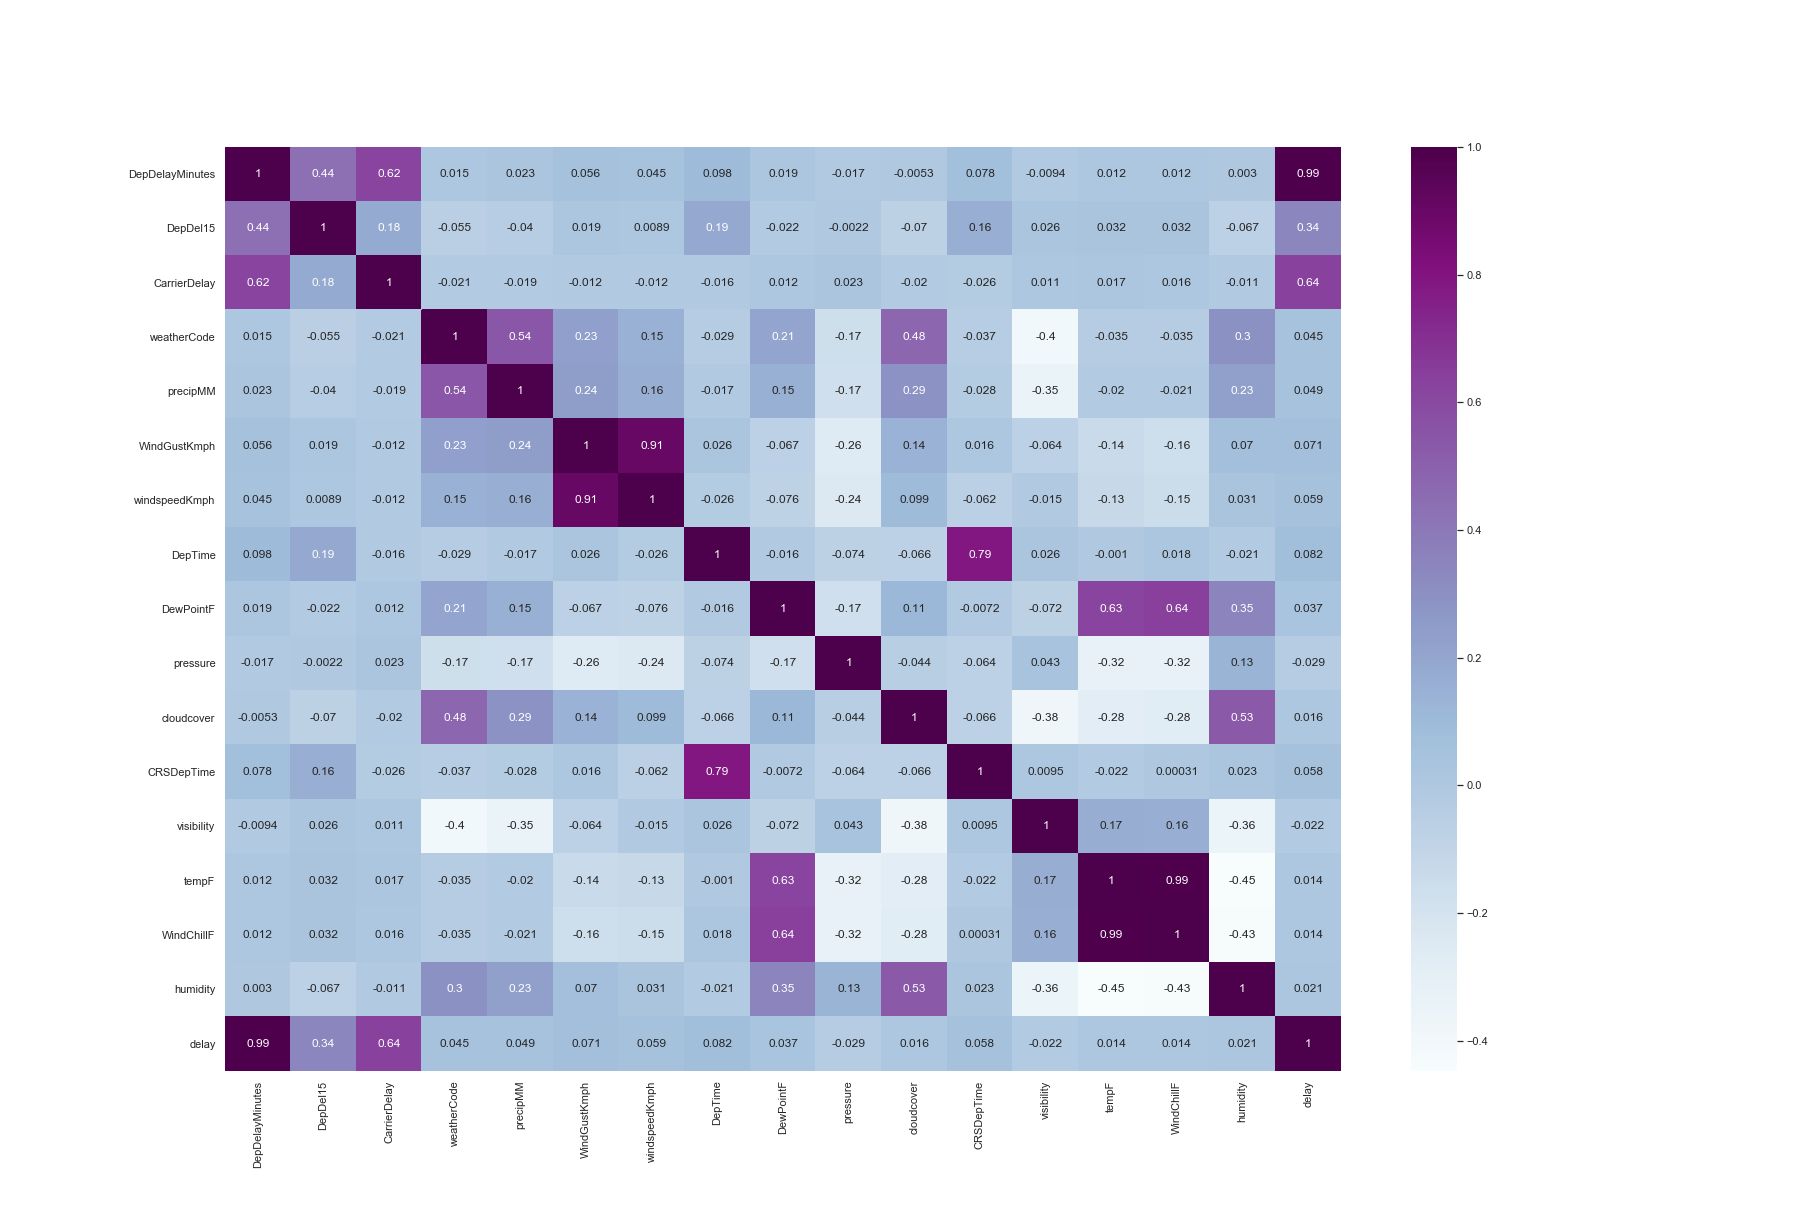 DepDelayMinutes 1 0.44 0.62 0.015 0.023 0.056 0.045 0.098 0.019 -0.017 -0.0053 0.078 -0.0094 0.012 0.012 0.003 0.99
DepDel15 0.44 1 0.18 -0.055 -0.04 0.019 0.0089 0.19 -0.022 -0.0022 -0.07 0.16 0.026 0.032 0.032 -0.067 0.34
CarrierDelay 0.62 0.18 1 -0.021 -0.019 -0.012 -0.012 -0.016 0.012 0.023 -0.02 -0.026 0.011 0.017 0.016 -0.011 0.64
weatherCode 0.015 -0.055 -0.021 1 0.54 0.23 0.15 -0.029 0.21 -0.17 0.48 -0.037 -0.4 -0.035 -0.035 0.3 0.045
precipMM 0.023 -0.04 -0.019 0.54 1 0.24 0.16 -0.017 0.15 -0.17 0.29 -0.028 -0.35 -0.02 -0.021 0.23 0.049
WindGustKmph 0.056 0.019 -0.012 0.23 0.24 1 0.91 0.026 -0.067 -0.26 0.14 0.016 -0.064 -0.14 -0.16 0.07 0.071
windspeedKmph 0.045 0.0089 -0.012 0.15 0.16 0.91 1 -0.026 -0.076 -0.24 0.099 -0.062 -0.015 -0.13 -0.15 0.031 0.059
DepTime 0.098 0.19 -0.016 -0.029 -0.017 0.026 -0.026 1 -0.016 -0.074 -0.066 0.79 0.026 -0.001 0.018 -0.021 0.082
DewPointF 0.019 -0.022 0.012 0.21 0.15 -0.067 -0.076 -0.016 1 -0.17 0.11 -0.0072 -0.072 0.63 0.64 0.35 0.037
pressure -0.017 -0.0022 0.023 -0.17 -0.17 -0.26 -0.24 -0.074 -0.17 1 -0.044 -0.064 0.043 -0.32 -0.32 0.13 -0.029
cloudcover -0.0053 -0.07 -0.02 0.48 0.29 0.14 0.099 -0.066 0.11 -0.044 1 -0.066 -0.38 -0.28 -0.28 0.53 0.016
CRSDepTime 0.078 0.16 -0.026 -0.037 -0.028 0.016 -0.062 0.79 -0.0072 -0.064 -0.066 1 0.0095 -0.022 0.00031 0.023 0.058
visibility -0.0094 0.026 0.011 -0.4 -0.35 -0.064 -0.015 0.026 -0.072 0.043 -0.38 0.0095 1 0.17 0.16 -0.36 -0.022
tempF 0.012 0.032 0.017 -0.035 -0.02 -0.14 -0.13 -0.001 0.63 -0.32 -0.28 -0.022 0.17 1 0.99 -0.45 0.014
WindChillF 0.012 0.032 0.016 -0.035 -0.021 -0.16 -0.15 0.018 0.64 -0.32 -0.28 0.00031 0.16 0.99 1 -0.43 0.014
humidity 0.003 -0.067 -0.011 0.3 0.23 0.07 0.031 -0.021 0.35 0.13 0.53 0.023 -0.36 -0.45 -0.43 1 0.021
delay 0.99 0.34 0.64 0.045 0.049 0.071 0.059 0.082 0.037 -0.029 0.016 0.058 -0.022 0.014 0.014 0.021 1
DepDelayMinutes
DepDel15
CarrierDelay
weatherCode
precipMM
WindGustKmph
windspeedKmph
DepTime
DewPointF
pressure
cloudcover
CRSDepTime
visibility
tempF
WindChillF
humidity
delay
1.0
0.8
0.6
0.4
0.2
0.0
−0.2
−0.4